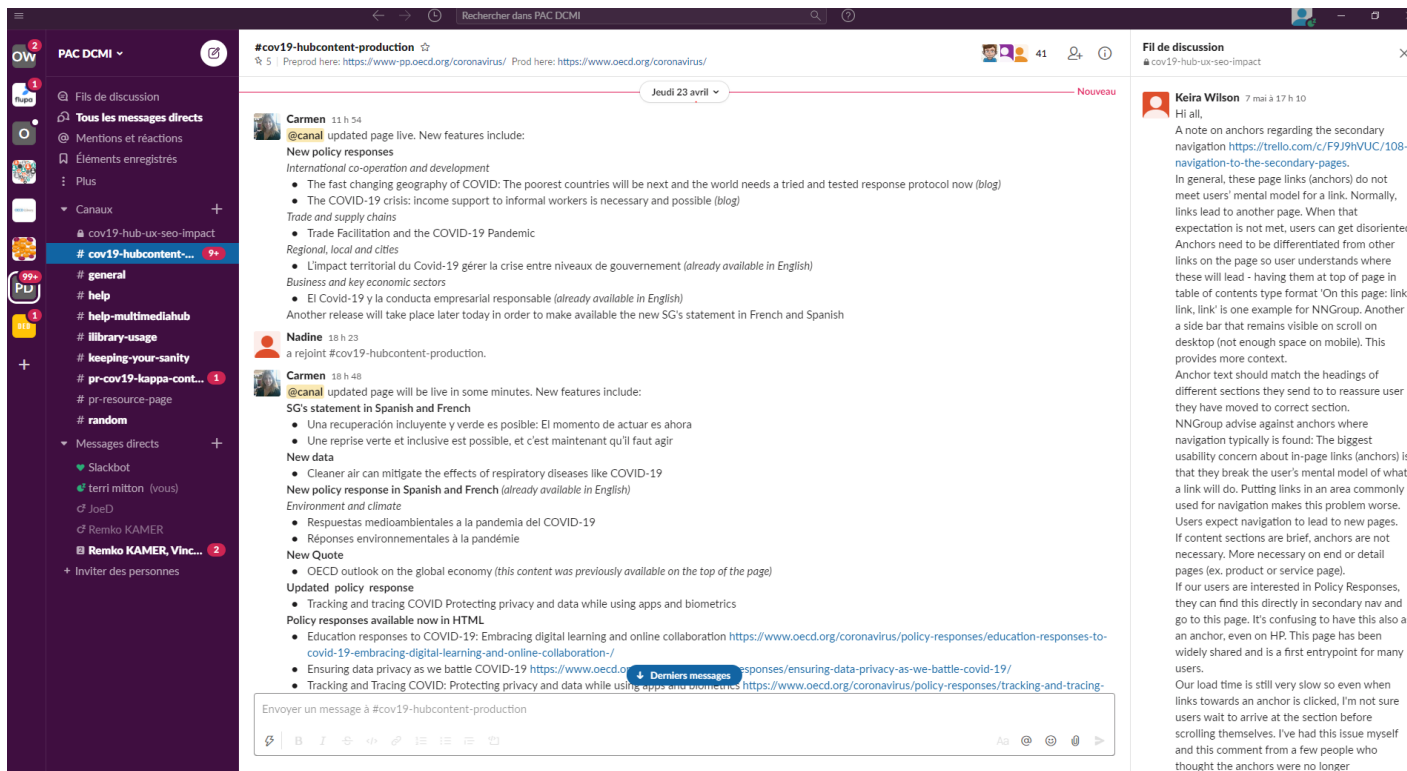 Rechercher dans PAC DCMI
OW
2
flupa
1
O
99+
PD
1
PAC DCMI
Fils de discussion
Tous les messages directs
@ Mentions et réactions
Éléments enregistrés
Plus
Canaux
cov19-hub-ux-seo-impact
# cov19-hubcontent-... 9+
# general
# help
# help-multimediahub
# ilibrary-usage
# keeping-your-sanity
# pr-cov19-kappa-cont... 1
# pr-resource-page
# random
Messages directs
Slackbot
terri mitton (vous)
JoeD
Remko KAMER
2 Remko KAMER, Vinc... 2
+ Inviter des personnes
#cov19-hubcontent-production
5 | Preprod here: https://www-pp.oecd.org/coronavirus/ Prod here: https://www.oecd.org/coronavirus/
41
Jeudi 23 avril
Nouveau
Carmen 11 h 54
@canal updated page live. New features include:
New policy responses
International co-operation and development
• The fast changing geography of COVID: The poorest countries will be next and the world needs a tried and tested response protocol now (blog)
• The COVID-19 crisis: income support to informal workers is necessary and possible (blog)
Trade and supply chains
• Trade Facilitation and the COVID-19 Pandemic
Regional, local and cities
• L'impact territorial du Covid-19 gérer la crise entre niveaux de gouvernement (already available in English)
Business and key economic sectors
• El Covid-19 y la conducta empresarial responsable (already available in English)
Another release will take place later today in order to make available the new SG's statement in French and Spanish
Nadine 18 h 23
a rejoint #cov19-hubcontent-production.
Carmen 18 h 48
@canal updated page will be live in some minutes. New features include:
SG's statement in Spanish and French
• Una recuperación incluyente y verde es posible: El momento de actuar es ahora
• Une reprise verte et inclusive est possible, et c'est maintenant qu'il faut agir
New data
• Cleaner air can mitigate the effects of respiratory diseases like COVID-19
New policy response in Spanish and French (already available in English)
Environment and climate
• Respuestas medioambientales a la pandemia del COVID-19
• Réponses environnementales à la pandémie
New Quote
• OECD outlook on the global economy (this content was previously available on the top of the page)
Updated policy response
• Tracking and tracing COVID Protecting privacy and data while using apps and biometrics
Policy responses available now in HTML
• Education responses to COVID-19: Embracing digital learning and online collaboration https://www.oecd.org/coronavirus/policy-responses/education-responses-to-
covid-19-embracing-digital-learning-and-online-collaboration-/
• Ensuring data privacy as we battle COVID-19 https://www.oecd.or esponses/ensuring-data-privacy-as-we-battle-covid-19/
Derniers messages
• Tracking and Tracing COVID: Protecting privacy and data while using apps and biometrics https://www.oecd.org/coronavirus/policy-responses/tracking-and-tracing-
Envoyer un message à #cov19-hubcontent-production
B I S </>
Aa @
Fil de discussion
cov19-hub-ux-seo-impact
Keira Wilson 7 mai à 17 h 10
Hi all,
A note on anchors regarding the secondary
navigation https://trello.com/c/F9J9hVUC/108-
navigation-to-the-secondary-pages.
In general, these page links (anchors) do not
meet users' mental model for a link. Normally,
links lead to another page. When that
expectation is not met, users can get disoriented
Anchors need to be differentiated from other
links on the page so user understands where
these will lead - having them at top of page in
table of contents type format 'On this page: link
link, link' is one example for NNGroup. Another
a side bar that remains visible on scroll on
desktop (not enough space on mobile). This
provides more context.
Anchor text should match the headings of
different sections they send to to reassure user
they have moved to correct section.
NNGroup advise against anchors where
navigation typically is found: The biggest
usability concern about in-page links (anchors) is
that they break the user's mental model of what
a link will do. Putting links in an area commonly
used for navigation makes this problem worse.
Users expect navigation to lead to new pages.
If content sections are brief, anchors are not
necessary. More necessary on end or detail
pages (ex. product or service page).
If our users are interested in Policy Responses,
they can find this directly in secondary nav and
go to this page. It's confusing to have this also a
an anchor, even on HP. This page has been
widely shared and is a first entrypoint for many
users.
Our load time is still very slow so even when
links towards an anchor is clicked, I'm not sure
users wait to arrive at the section before
scrolling themselves. I've had this issue myself
and this comment from a few people who
thought the anchors were no longer